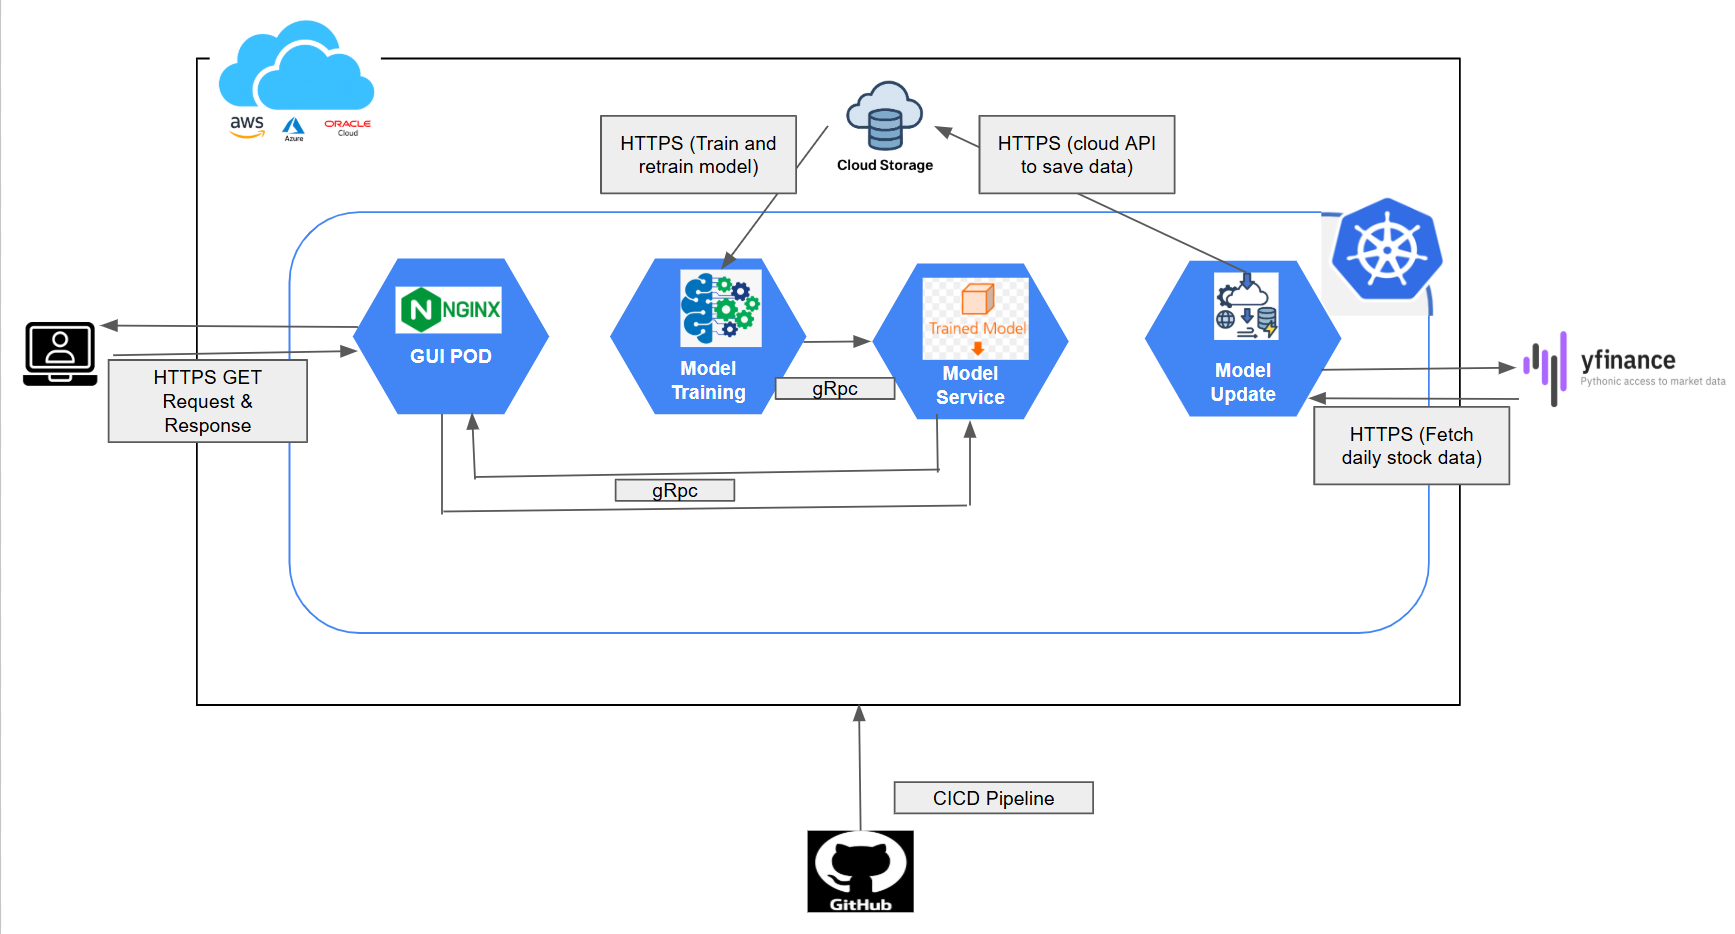 aws
Azure
ORACLE
Cloud
HTTPS (Train and
retrain model)
Cloud Storage
HTTPS (cloud API
to save data)
NGINX
GUI POD
Model
Training
gRpc
Trained Model
Model
Service
Model
Update
yfinance
Pythonic access to market data
HTTPS GET
Request &
Response
HTTPS (Fetch
daily stock data)
gRpc
CICD Pipeline
GitHub